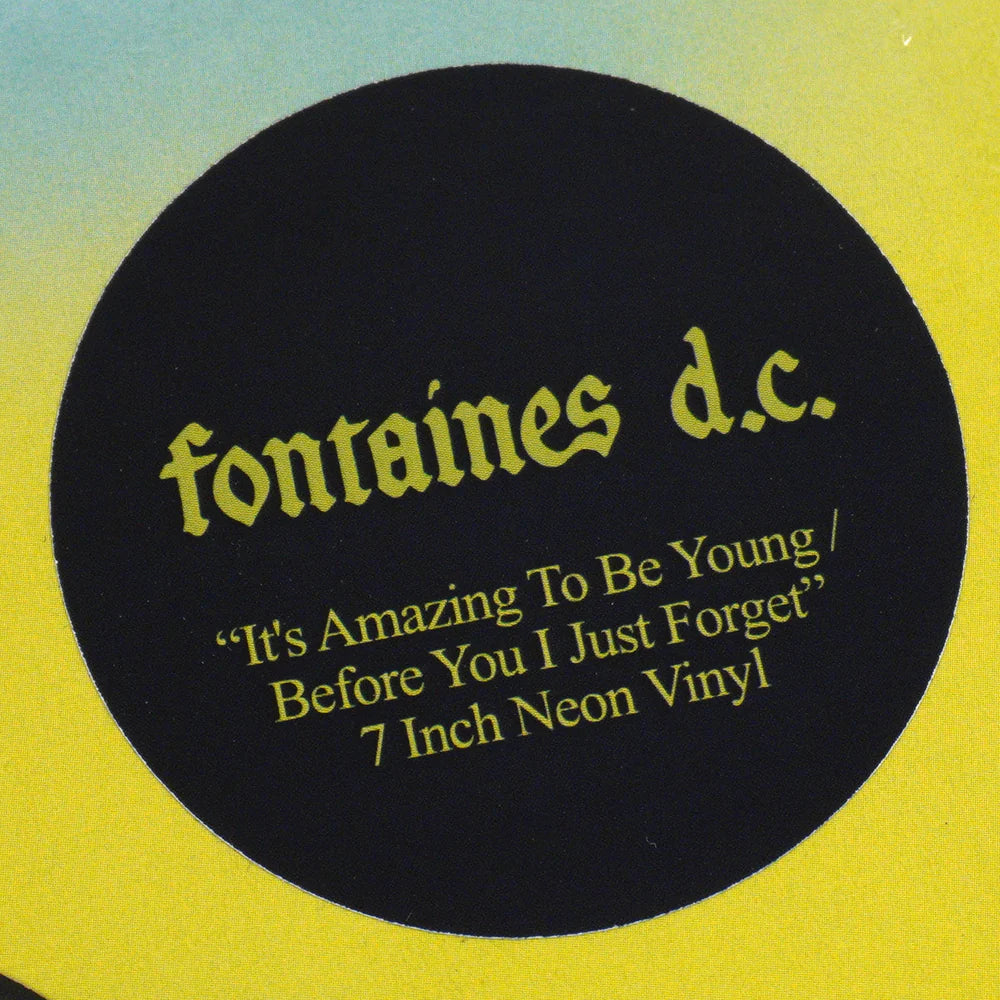 fontaines d.c.
“It's Amazing To Be Young /
Before You I Just Forget”
7 Inch Neon Vinyl